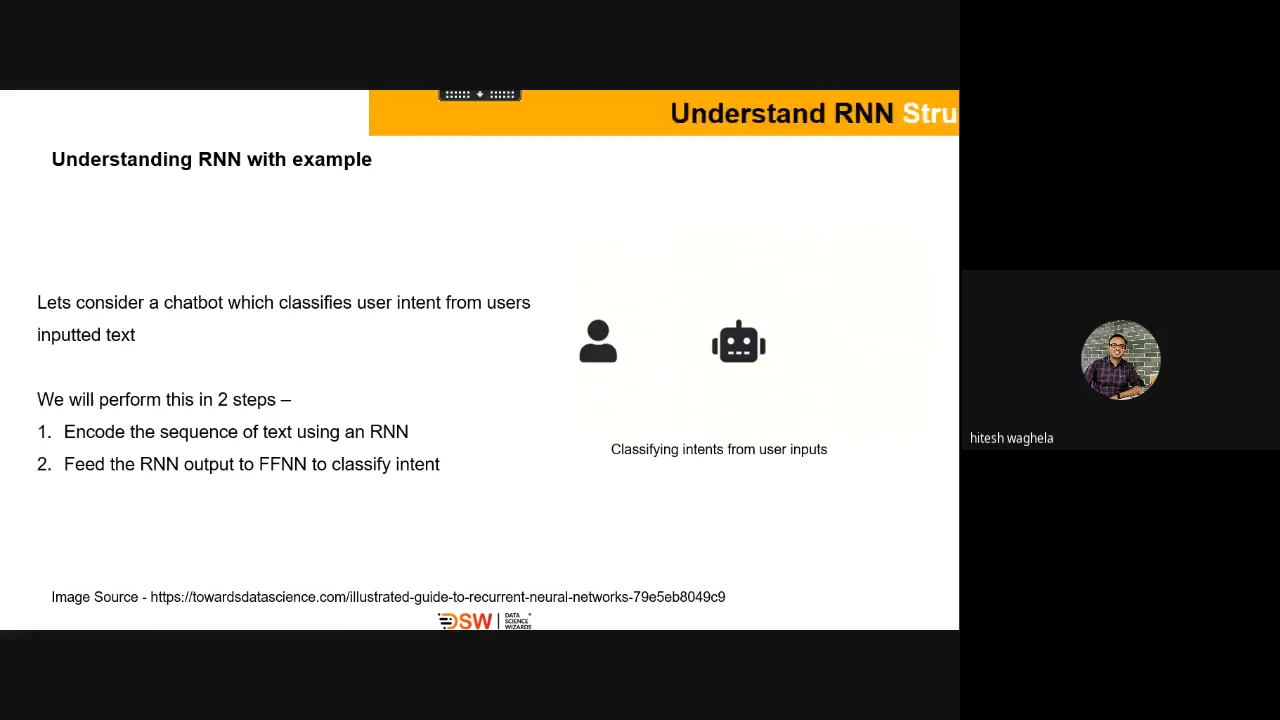 Understand RNN Stru
Understanding RNN with example
Lets consider a chatbot which classifies user intent from users
inputted text
We will perform this in 2 steps –
1. Encode the sequence of text using an RNN
2. Feed the RNN output to FFNN to classify intent
Classifying intents from user inputs
hitesh waghela
Image Source - https://towardsdatascience.com/illustrated-guide-to-recurrent-neural-networks-79e5eb8049c9
DSW
DATA
SCIENCE
WIZARDS